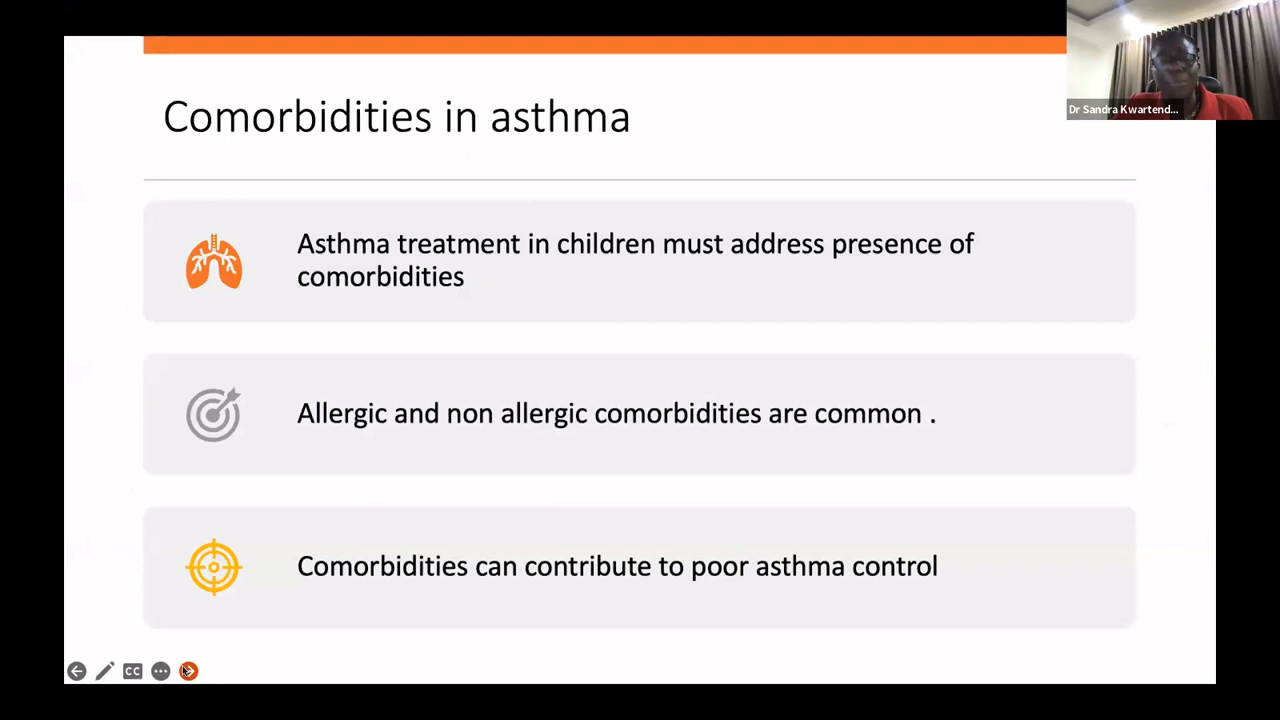 Comorbidities in asthma
Dr Sandra Kwartend...
Asthma treatment in children must address presence of
comorbidities
Allergic and non allergic comorbidities are common .
Comorbidities can contribute to poor asthma control
CC